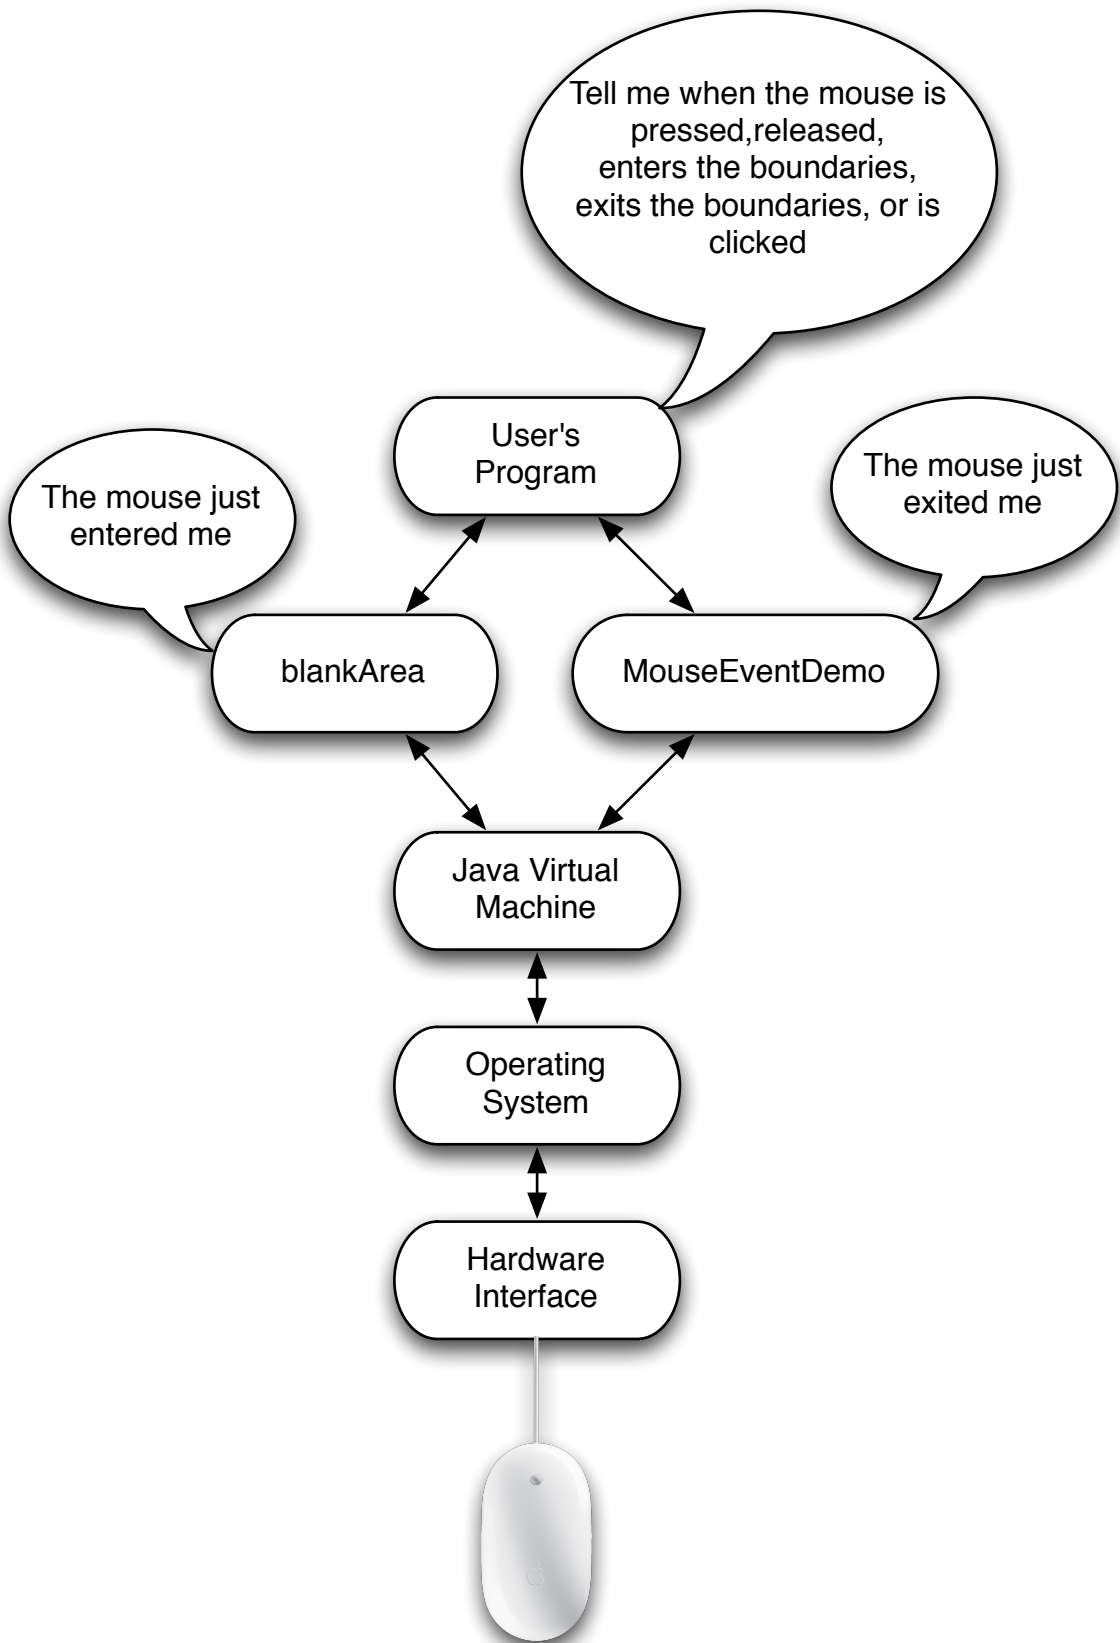 Tell me when the mouse is
pressed,released,
enters the boundaries,
exits the boundaries, or is
clicked
User's
Program
The mouse just
entered me
The mouse just
exited me
blankArea
MouseEventDemo
Java Virtual
Machine
Operating
System
Hardware
Interface